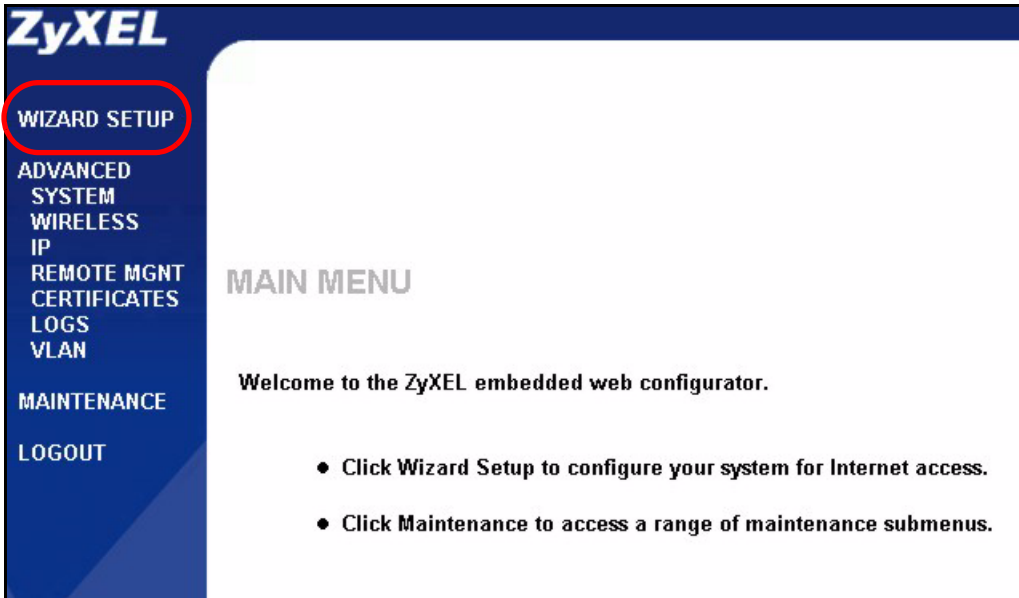 ZyXEL
WIZARD SETUP
ADVANCED
SYSTEM
WIRELESS
IP
REMOTE MGNT
CERTIFICATES
LOGS
VLAN
MAINTENANCE
LOGOUT
MAIN MENU
Welcome to the ZyXEL embedded web configurator.
● Click Wizard Setup to configure your system for Internet access.
● Click Maintenance to access a range of maintenance submenus.